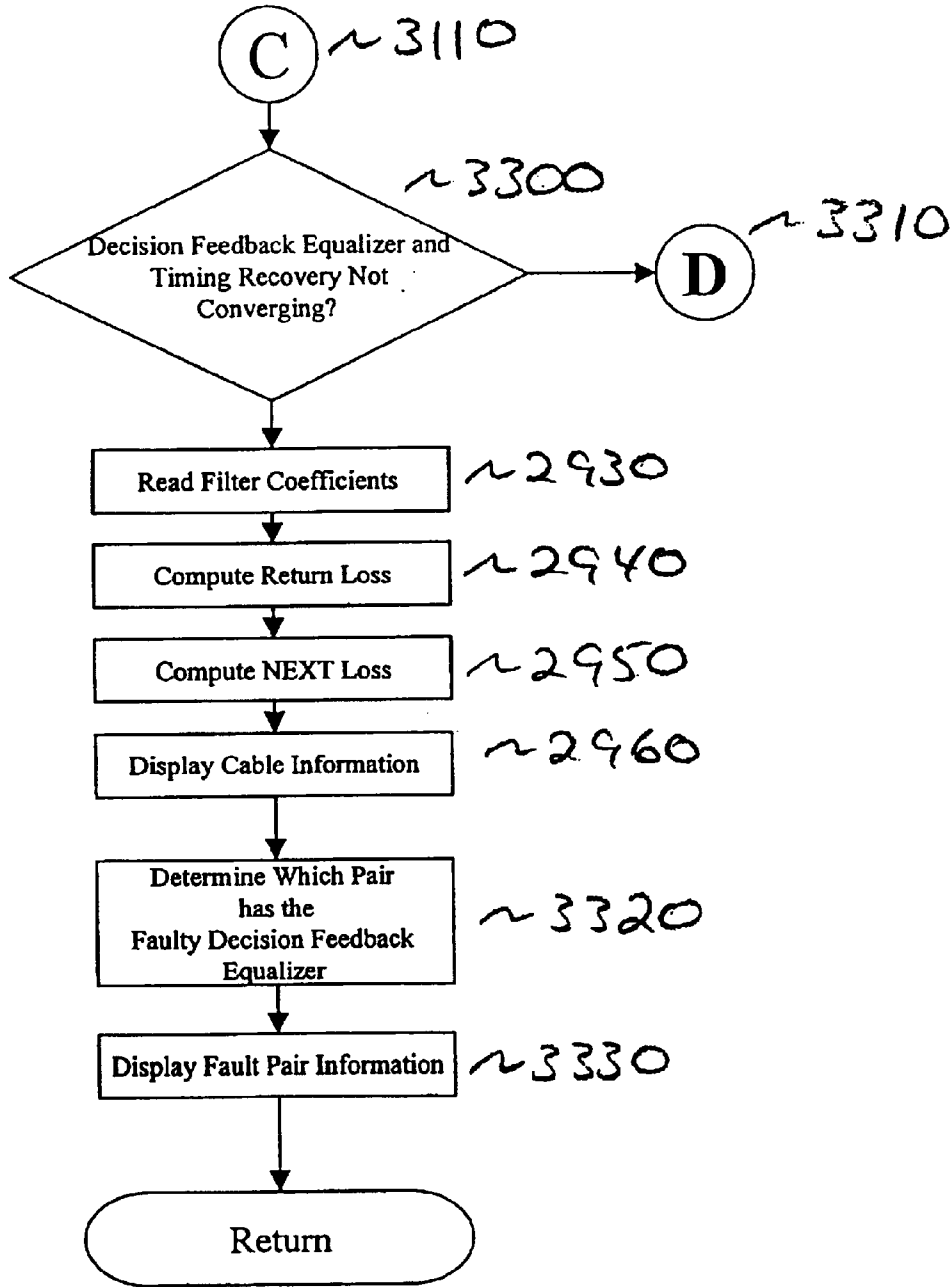 C ~3110
~3300
~3310
Decision Feedback Equalizer and
Timing Recovery Not
Converging?
D
Read Filter Coefficients ~2930
Compute Return Loss ~2940
Compute NEXT Loss ~2950
Display Cable Information ~2960
Determine Which Pair
has the
Faulty Decision Feedback
Equalizer
~3320
Display Fault Pair Information ~3330
Return